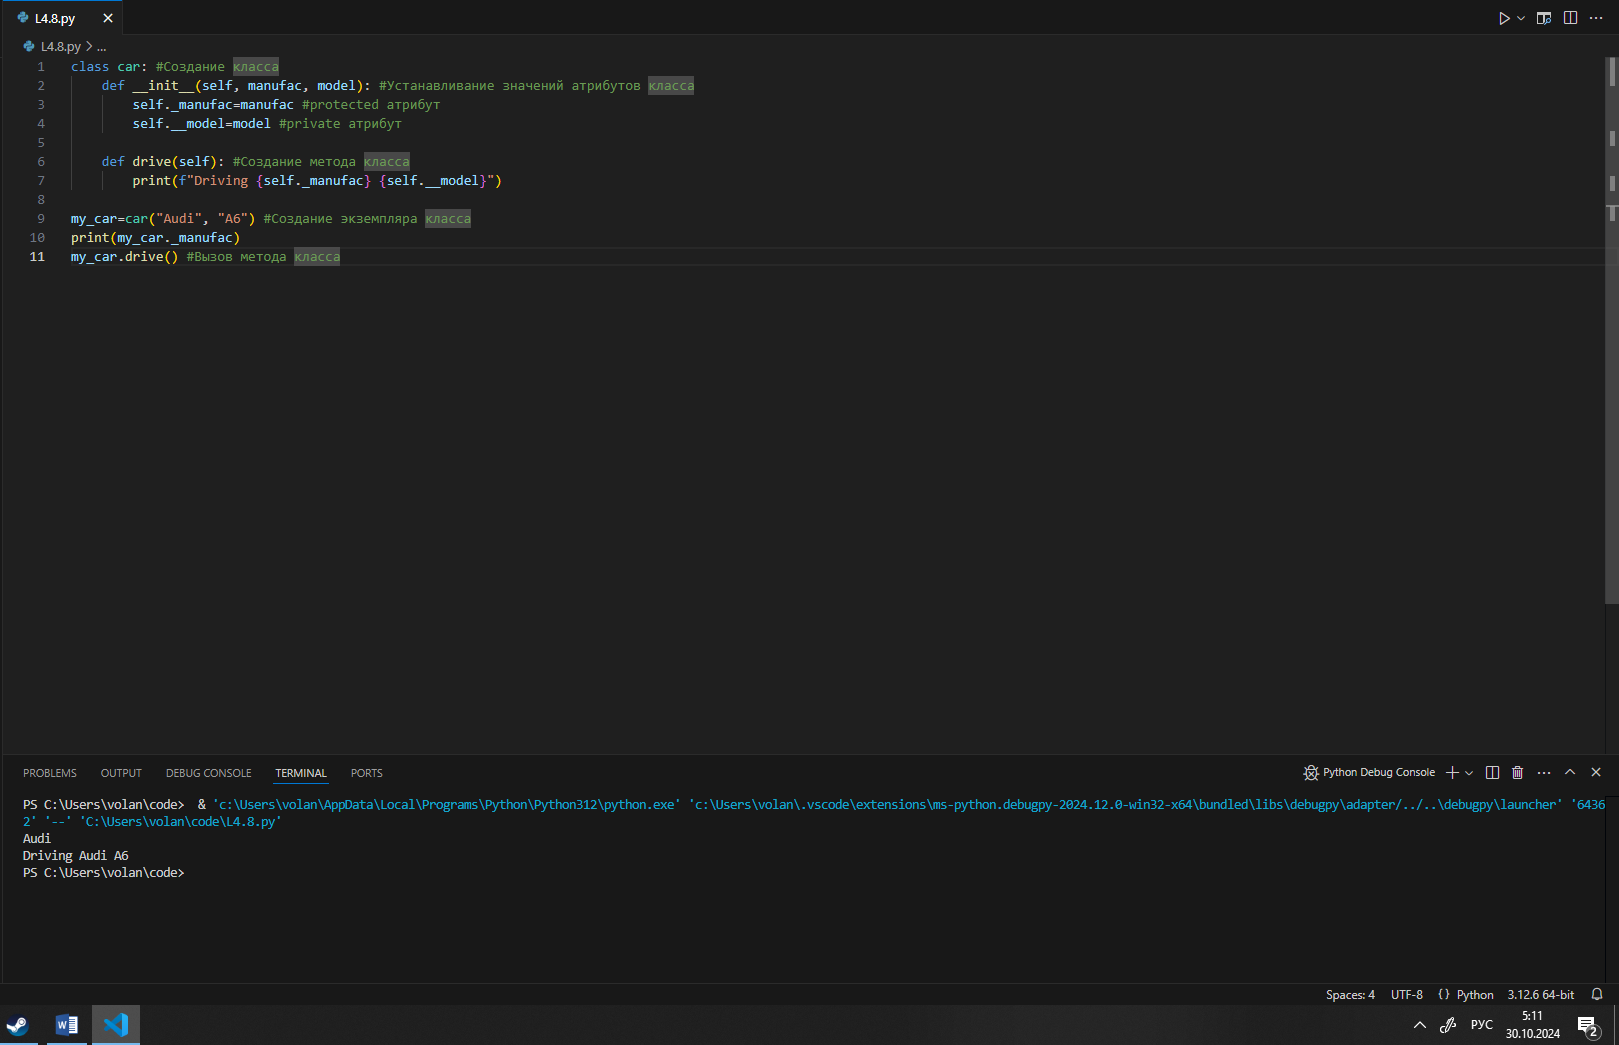 L4.8.py
L4.8.py > ...
1 class car: #Создание класса
2     def __init__(self, manufac, model): #Устанавливание значений атрибутов класса
3         self._manufac=manufac #protected атрибут
4         self.__model=model #private атрибут
5
6     def drive(self): #Создание метода класса
7         print(f"Driving {self._manufac} {self.__model}")
8
9 my_car=car("Audi", "A6") #Создание экземпляра класса
10 print(my_car._manufac)
11 my_car.drive() #Вызов метода класса
PROBLEMS OUTPUT DEBUG CONSOLE TERMINAL PORTS Python Debug Console
PS C:\Users\volan\code>  & 'c:\Users\volan\AppData\Local\Programs\Python\Python312\python.exe' 'c:\Users\volan\.vscode\extensions\ms-python.debugpy-2024.12.0-win32-x64\bundled\libs\debugpy\adapter/../..\debugpy\launcher' '6436
2' '--' 'C:\Users\volan\code\L4.8.py'
Audi
Driving Audi A6
PS C:\Users\volan\code>
Spaces: 4 UTF-8 {} Python 3.12.6 64-bit
РУС
5:11
30.10.2024
2